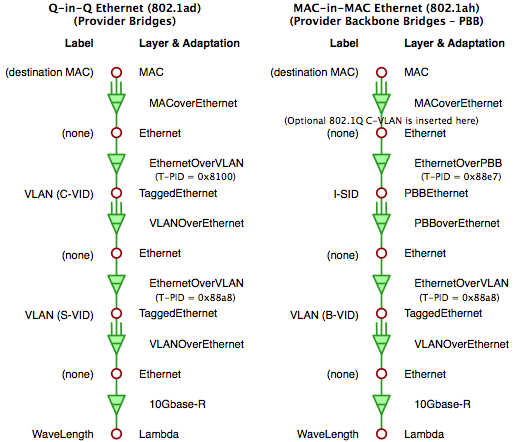 Q-in-Q Ethernet (802.1ad)
(Provider Bridges)
Label Layer & Adaptation
(destination MAC) MAC
MACoverEthernet
(none) Ethernet
EthernetOverVLAN
(T-PID = 0x8100)
VLAN (C-VID) TaggedEthernet
VLANOverEthernet
(none) Ethernet
EthernetOverVLAN
(T-PID = 0x88a8)
VLAN (S-VID) TaggedEthernet
VLANOverEthernet
(none) Ethernet
10Gbase-R
WaveLength Lambda
MAC-in-MAC Ethernet (802.1ah)
(Provider Backbone Bridges – PBB)
Label Layer & Adaptation
(destination MAC) MAC
MACoverEthernet
(Optional 802.1Q C-VLAN is inserted here)
(none) Ethernet
EthernetOverPBB
(T-PID = 0x88e7)
I-SID PBBEthernet
PBBoverEthernet
(none) Ethernet
EthernetOverVLAN
(T-PID = 0x88a8)
VLAN (B-VID) TaggedEthernet
VLANOverEthernet
(none) Ethernet
10Gbase-R
WaveLength Lambda